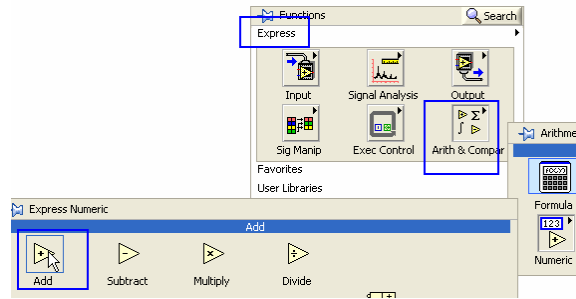 Functions
Search
Express
Input
Signal Analysis
Output
Sig Manip
Exec Control
Arith & Compar
Favorites
User Libraries
Arithme
Formula
123
Numeric
Express Numeric
Add
Add
Subtract
Multiply
Divide